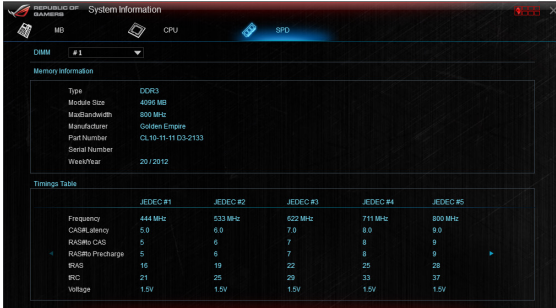 REPUBLIC OF GAMERS System Information
MB CPU SPD
DIMM #1
Memory Information
Type DDR3
Module Size 4096 MB
MaxBandwidth 800 MHz
Manufacturer Golden Empire
Part Number CL10-11-11 D3-2133
Serial Number
Week/Year 20 / 2012
Timings Table
JEDEC #1 JEDEC #2 JEDEC #3 JEDEC #4 JEDEC #5
Frequency 444 MHz 533 MHz 622 MHz 711 MHz 800 MHz
CAS#Latency 5.0 6.0 7.0 8.0 9.0
RAS#to CAS 5 6 7 8 9
RAS#to Precharge 5 6 7 8 9
tRAS 16 19 22 25 28
tRC 21 25 29 33 37
Voltage 1.5V 1.5V 1.5V 1.5V 1.5V